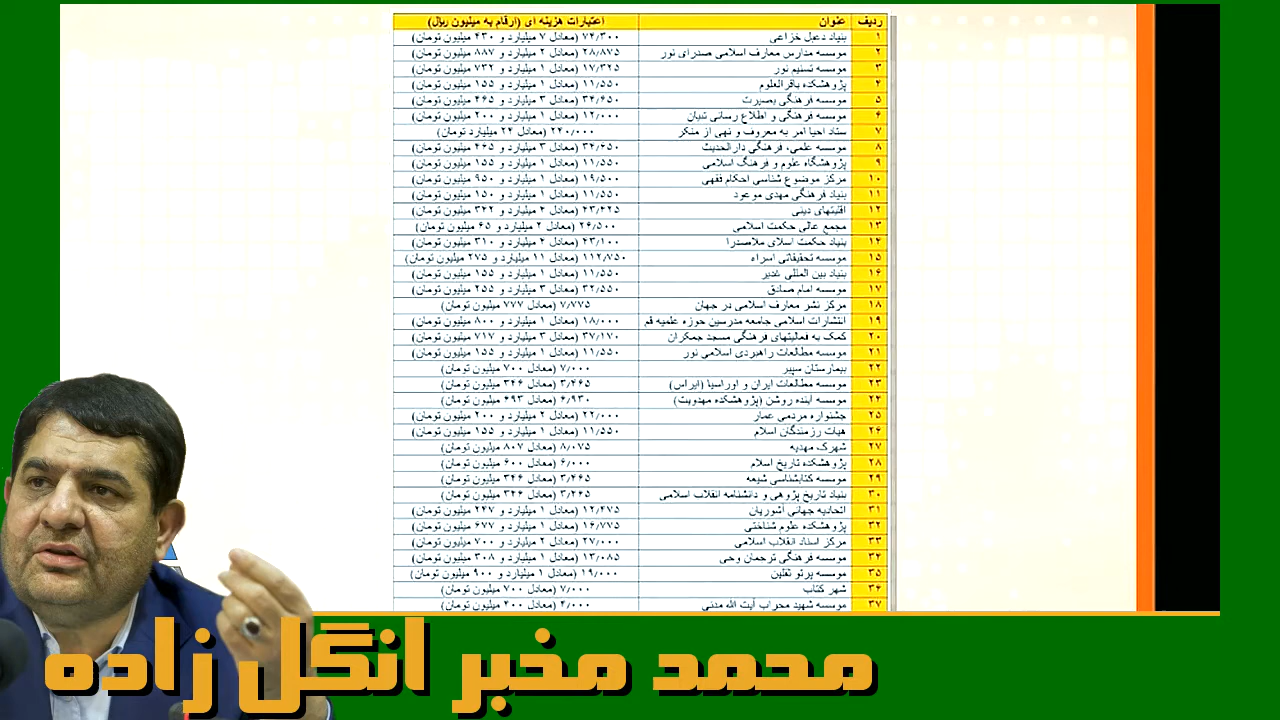 ردیف عنوان اعتبارات هزینه ای (ارقام به میلیون ریال)
۱ بنیاد دعبل خزاعی ۷۴/۳۰۰ (معادل ۷ میلیارد و ۴۳۰ میلیون تومان)
۲ موسسه مدارس معارف اسلامی صدرای نور ۲۸/۸۷۵ (معادل ۲ میلیارد و ۸۸۷ میلیون تومان)
۳ موسسه تسنیم نور ۱۷/۳۲۵ (معادل ۱ میلیارد و ۷۳۲ میلیون تومان)
۴ پژوهشکده باقرالعلوم ۱۱/۵۵۰ (معادل ۱ میلیارد و ۱۵۵ میلیون تومان)
۵ موسسه فرهنگی بصیرت ۳۴/۶۵۰ (معادل ۳ میلیارد و ۴۶۵ میلیون تومان)
۶ موسسه فرهنگی و اطلاع رسانی تبیان ۱۲/۰۰۰ (معادل ۱ میلیارد و ۲۰۰ میلیون تومان)
۷ ستاد احیا امر به معروف و نهی از منکر ۲۴۰/۰۰۰ (معادل ۲۴ میلیارد تومان)
۸ موسسه علمی، فرهنگی دارالحدیث ۳۴/۶۵۰ (معادل ۳ میلیارد و ۴۶۵ میلیون تومان)
۹ پژوهشگاه علوم و فرهنگ اسلامی ۱۱/۵۵۰ (معادل ۱ میلیارد و ۱۵۵ میلیون تومان)
۱۰ مرکز موضوع شناسی احکام فقهی ۱۹/۵۰۰ (معادل ۱ میلیارد و ۹۵۰ میلیون تومان)
۱۱ بنیاد فرهنگی مهدی موعود ۱۱/۵۵۰ (معادل ۱ میلیارد و ۱۵۰ میلیون تومان)
۱۲ اقلیتهای دینی ۴۳/۴۲۵ (معادل ۴ میلیارد و ۳۴۲ میلیون تومان)
۱۳ مجمع عالی حکمت اسلامی ۲۶/۵۰۰ (معادل ۲ میلیارد و ۶۵ میلیون تومان)
۱۴ بنیاد حکمت اسلای ملاصدرا ۴۳/۱۰۰ (معادل ۴ میلیارد و ۳۱۰ میلیون تومان)
۱۵ موسسه تحقیقاتی اسراء ۱۱۲/۷۵۰ (معادل ۱۱ میلیارد و ۲۷۵ میلیون تومان)
۱۶ بنیاد بین المللی غدیر ۱۱/۵۵۰ (معادل ۱ میلیارد و ۱۵۵ میلیون تومان)
۱۷ موسسه امام صادق ۳۲/۵۵۰ (معادل ۳ میلیارد و ۲۵۵ میلیون تومان)
۱۸ مرکز نشر معارف اسلامی در جهان ۷/۷۷۵ (معادل ۷۷۷ میلیون تومان)
۱۹ انتشارات اسلامی جامعه مدرسین حوزه علمیه قم ۱۸/۰۰۰ (معادل ۱ میلیارد و ۸۰۰ میلیون تومان)
۲۰ کمک به فعالیتهای فرهنگی مسجد جمکران ۳۷/۱۷۰ (معادل ۳ میلیارد و ۷۱۷ میلیون تومان)
۲۱ موسسه مطالعات راهبردی اسلامی نور ۱۱/۵۵۰ (معادل ۱ میلیارد و ۱۵۵ میلیون تومان)
۲۲ بیمارستان سپیر ۷/۰۰۰ (معادل ۷۰۰ میلیون تومان)
۲۳ موسسه مطالعات ایران و اوراسیا (ایراس) ۳/۴۶۵ (معادل ۳۴۶ میلیون تومان)
۲۴ موسسه آینده روشن (پژوهشکده مهدویت) ۶/۹۳۰ (معادل ۶۹۳ میلیون تومان)
۲۵ جشنواره مردمی عمار ۲۲/۰۰۰ (معادل ۲ میلیارد و ۲۰۰ میلیون تومان)
۲۶ هیات رزمندگان اسلام ۱۱/۵۵۰ (معادل ۱ میلیارد و ۱۵۵ میلیون تومان)
۲۷ شهرک مهدیه ۸/۰۷۵ (معادل ۸۰۷ میلیون تومان)
۲۸ پژوهشکده تاریخ اسلام ۶/۰۰۰ (معادل ۶۰۰ میلیون تومان)
۲۹ موسسه کتابشناسی شیعه ۳/۴۶۵ (معادل ۳۴۶ میلیون تومان)
۳۰ بنیاد تاریخ پژوهی و دانشنامه انقلاب اسلامی ۳/۴۶۵ (معادل ۳۴۶ میلیون تومان)
۳۱ اتحادیه جهانی آشوریان ۱۲/۴۷۵ (معادل ۱ میلیارد و ۲۴۷ میلیون تومان)
۳۲ پژوهشکده علوم شناختی ۱۶/۷۷۵ (معادل ۱ میلیارد و ۶۷۷ میلیون تومان)
۳۳ مرکز اسناد انقلاب اسلامی ۲۷/۰۰۰ (معادل ۲ میلیارد و ۷۰۰ میلیون تومان)
۳۴ موسسه فرهنگی ترجمان وحی ۱۳/۰۸۵ (معادل ۱ میلیارد و ۳۰۸ میلیون تومان)
۳۵ موسسه پرتو ثقلین ۱۹/۰۰۰ (معادل ۱ میلیارد و ۹۰۰ میلیون تومان)
۳۶ شهر کتاب ۷/۰۰۰ (معادل ۷۰۰ میلیون تومان)
۳۷ موسسه شهید محراب آیت الله مدنی ۴/۰۰۰ (معادل ۴۰۰ میلیون تومان)
محمد مخبر انگل زاده